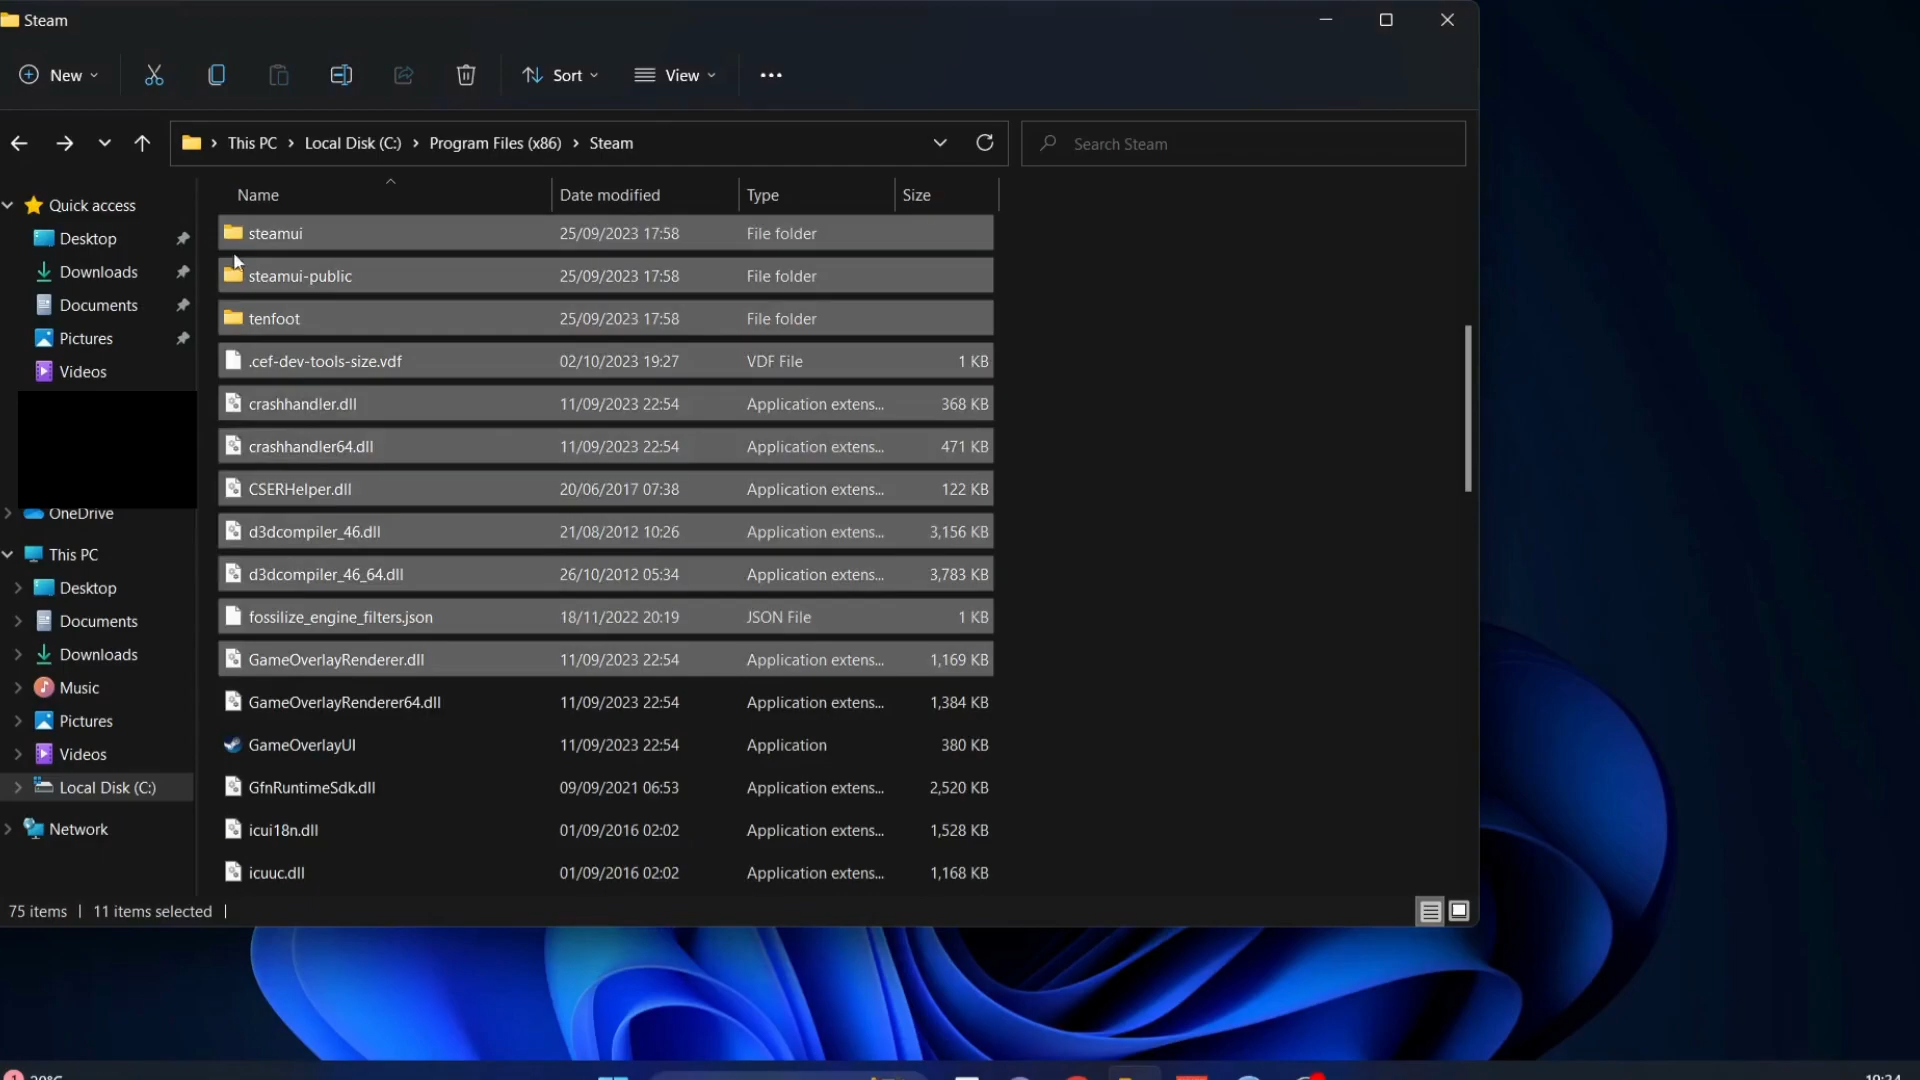 Steam
New
Sort
View
This PC
Local Disk (C:)
Program Files (x86)
Steam
Search Steam
Name
Date modified
Type
Size
Quick access
Desktop
Downloads
Documents
Pictures
Videos
OneDrive
This PC
Desktop
Documents
Downloads
Music
Pictures
Videos
Local Disk (C:)
Network
steamui 25/09/2023 17:58 File folder
steamui-public 25/09/2023 17:58 File folder
tenfoot 25/09/2023 17:58 File folder
.cef-dev-tools-size.vdf 02/10/2023 19:27 VDF File 1 KB
crashhandler.dll 11/09/2023 22:54 Application extens... 368 KB
crashhandler64.dll 11/09/2023 22:54 Application extens... 471 KB
CSERHelper.dll 20/06/2017 07:38 Application extens... 122 KB
d3dcompiler_46.dll 21/08/2012 10:26 Application extens... 3,156 KB
d3dcompiler_46_64.dll 26/10/2012 05:34 Application extens... 3,783 KB
fossilize_engine_filters.json 18/11/2022 20:19 JSON File 1 KB
GameOverlayRenderer.dll 11/09/2023 22:54 Application extens... 1,169 KB
GameOverlayRenderer64.dll 11/09/2023 22:54 Application extens... 1,384 KB
GameOverlayUI 11/09/2023 22:54 Application 380 KB
GfnRuntimeSdk.dll 09/09/2021 06:53 Application extens... 2,520 KB
icui18n.dll 01/09/2016 02:02 Application extens... 1,528 KB
icuuc.dll 01/09/2016 02:02 Application extens... 1,168 KB
75 items
11 items selected